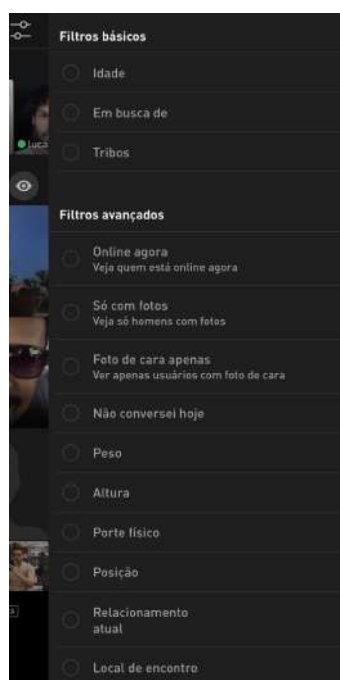 Filtros básicos
Idade
Luca
Em busca de
Tribos
Filtros avançados
Online agora
Veja quem está online agora
Só com fotos
Veja só homens com fotos
Foto de cara apenas
Ver apenas usuários com foto de cara
Não conversei hoje
Peso
Altura
Porte físico
Posição
Relacionamento
atual
Local de encontro